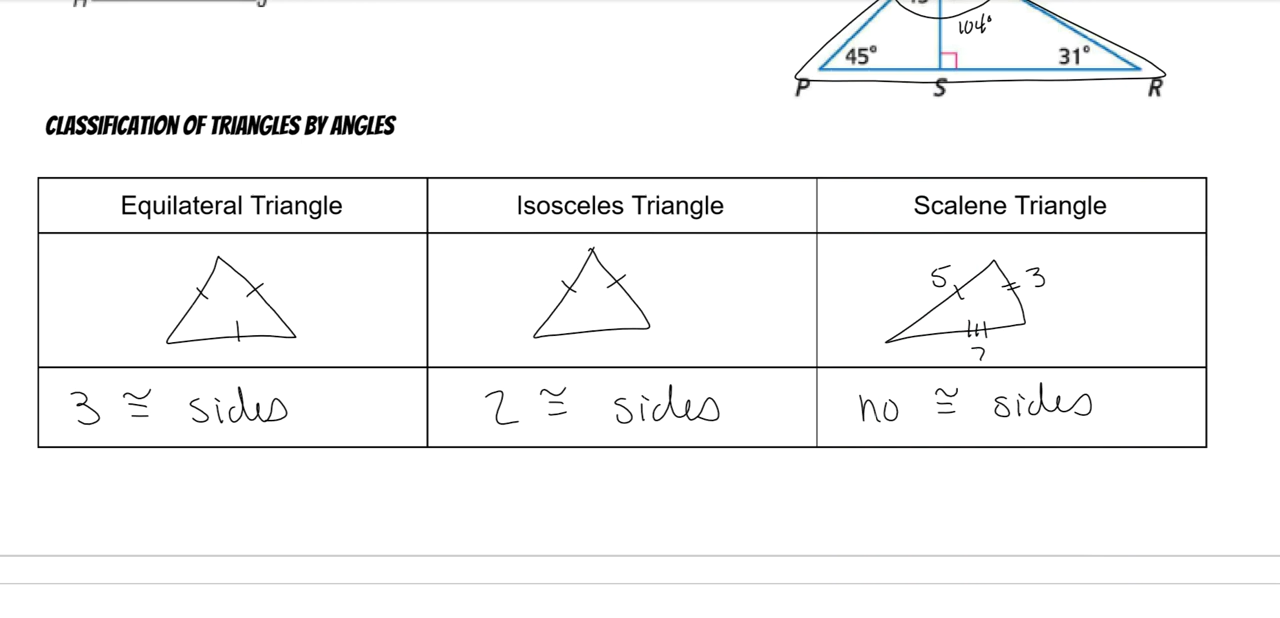 104°
45°
31°
P
S
R
CLASSIFICATION OF TRIANGLES BY ANGLES
Equilateral Triangle
Isosceles Triangle
Scalene Triangle
5
3
7
3 ≅ sides
2 ≅ sides
no ≅ sides